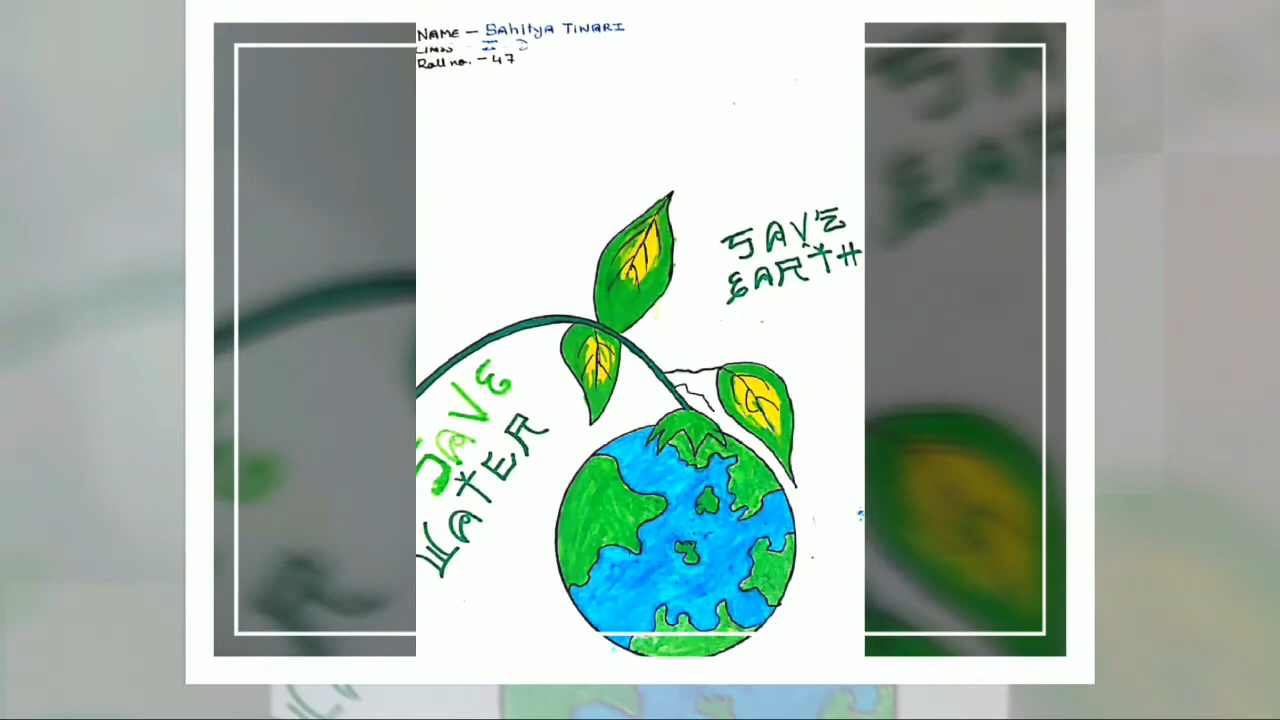 NAME – Sahitya TIWARI
Roll no. – 47
SAVE
EARTH
SAVE
WATER